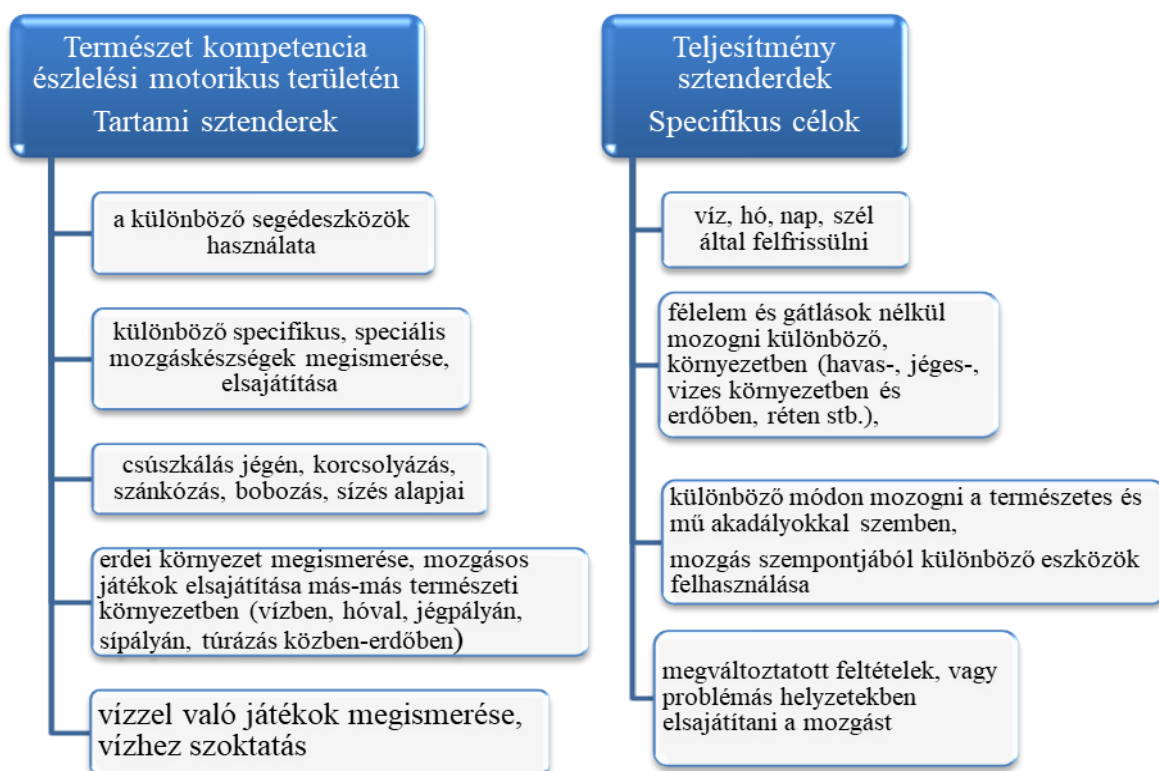 Természet kompetencia
észlelési motorikus területén
Tartami sztenderek
a különböző segédeszközök
használata
különböző specifikus, speciális
mozgáskészségek megismerése,
elsajátítása
csúszkálás jégén, korcsolyázás,
szánkózás, bobozás, sízés alapjai
erdei környezet megismerése, mozgásos
játékok elsajátítása más-más természeti
környezetben (vízben, hóval, jégpályán,
sípályán, túrázás közben-erdőben)
vízzel való játékok megismerése,
vízhez szoktatás
Teljesítmény
sztenderdek
Specifikus célok
víz, hó, nap, szél
által felfrissülni
félelem és gátlások nélkül
mozogni különböző,
környezetben (havas-, jéges-,
vizes környezetben és
erdőben, réten stb.),
különböző módon mozogni a természetes és
mű akadályokkal szemben,
mozgás szempontjából különböző eszközök
felhasználása
megváltoztatott feltételek, vagy
problémás helyzetekben
elsajátítani a mozgást